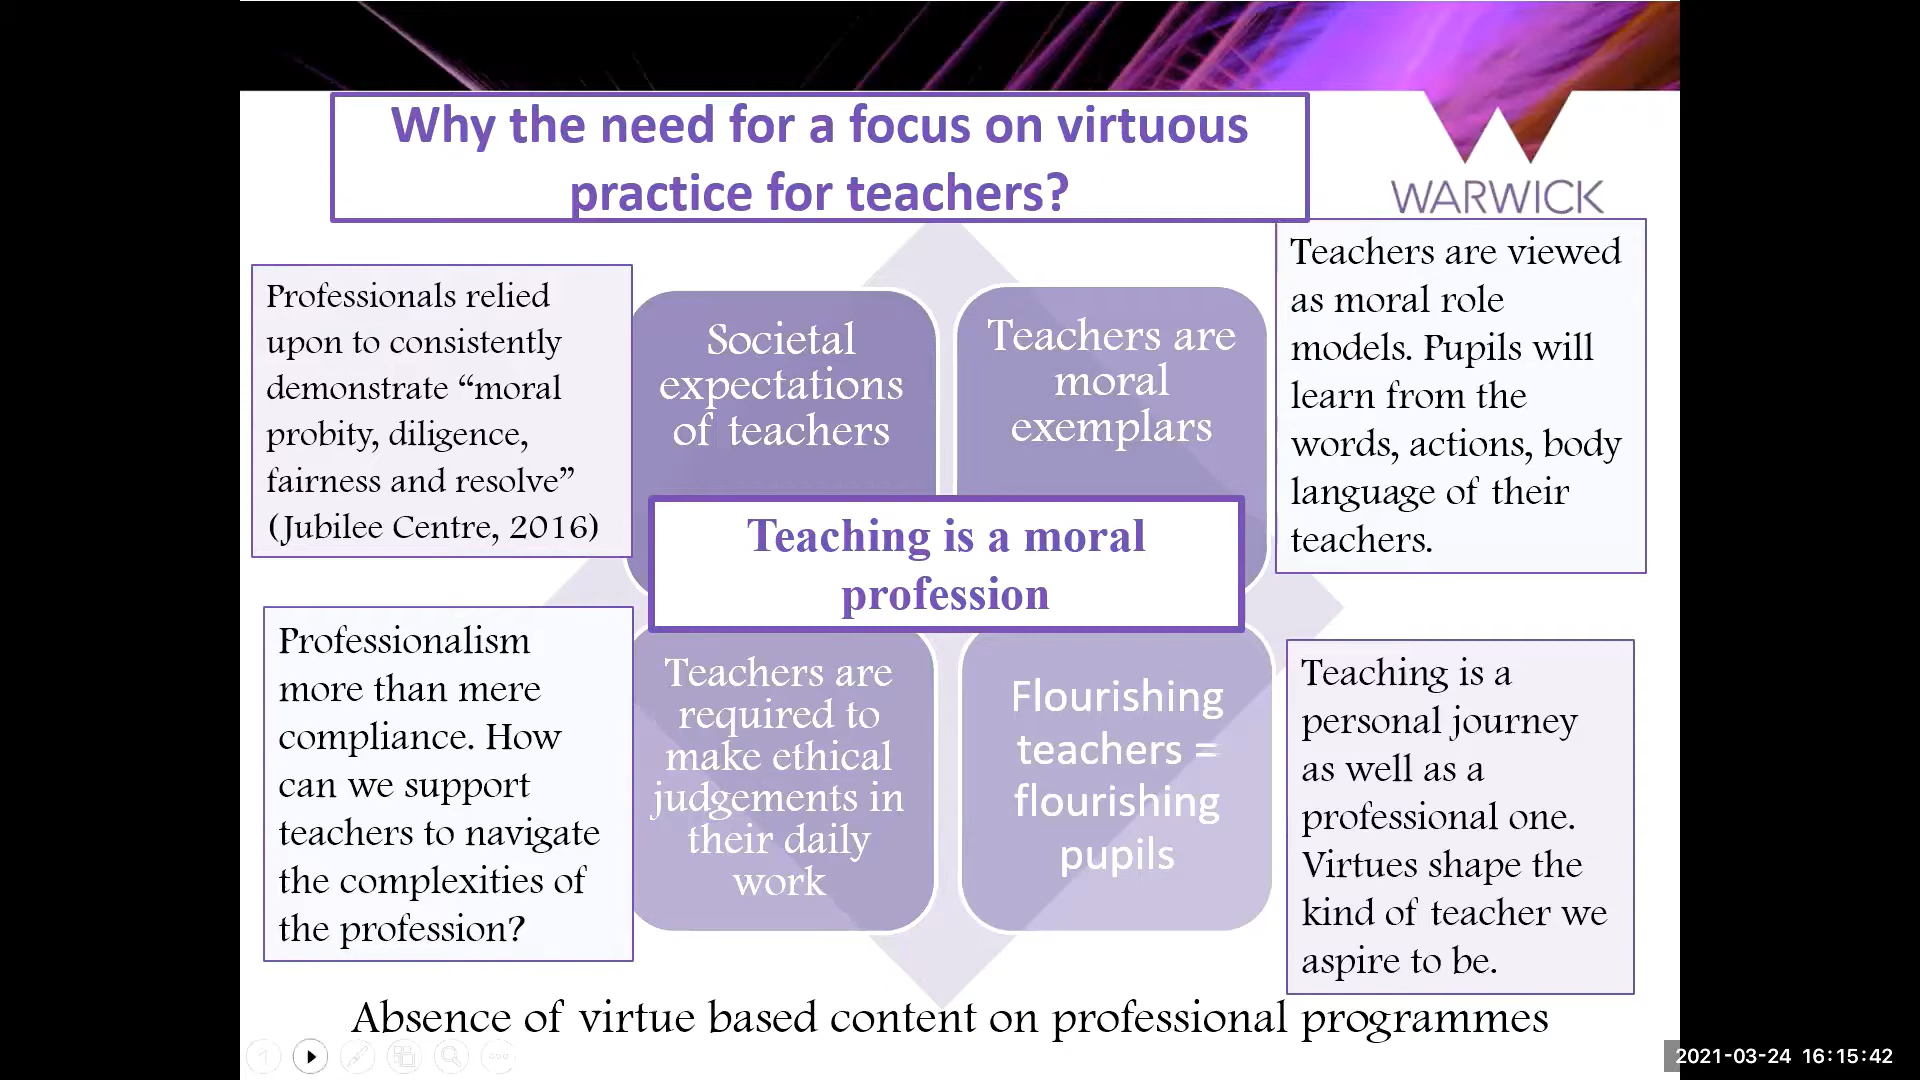 Why the need for a focus on virtuous
practice for teachers?
WARWICK
Professionals relied
upon to consistently
demonstrate “moral
probity, diligence,
fairness and resolve”
(Jubilee Centre, 2016)
Societal
expectations
of teachers
Teachers are
moral
exemplars
Teachers are viewed
as moral role
models. Pupils will
learn from the
words, actions, body
language of their
teachers.
Teaching is a moral
profession
Professionalism
more than mere
compliance. How
can we support
teachers to navigate
the complexities of
the profession?
Teachers are
required to
make ethical
judgements in
their daily
work
Flourishing
teachers =
flourishing
pupils
Teaching is a
personal journey
as well as a
professional one.
Virtues shape the
kind of teacher we
aspire to be.
Absence of virtue based content on professional programmes
2021-03-24 16:15:42